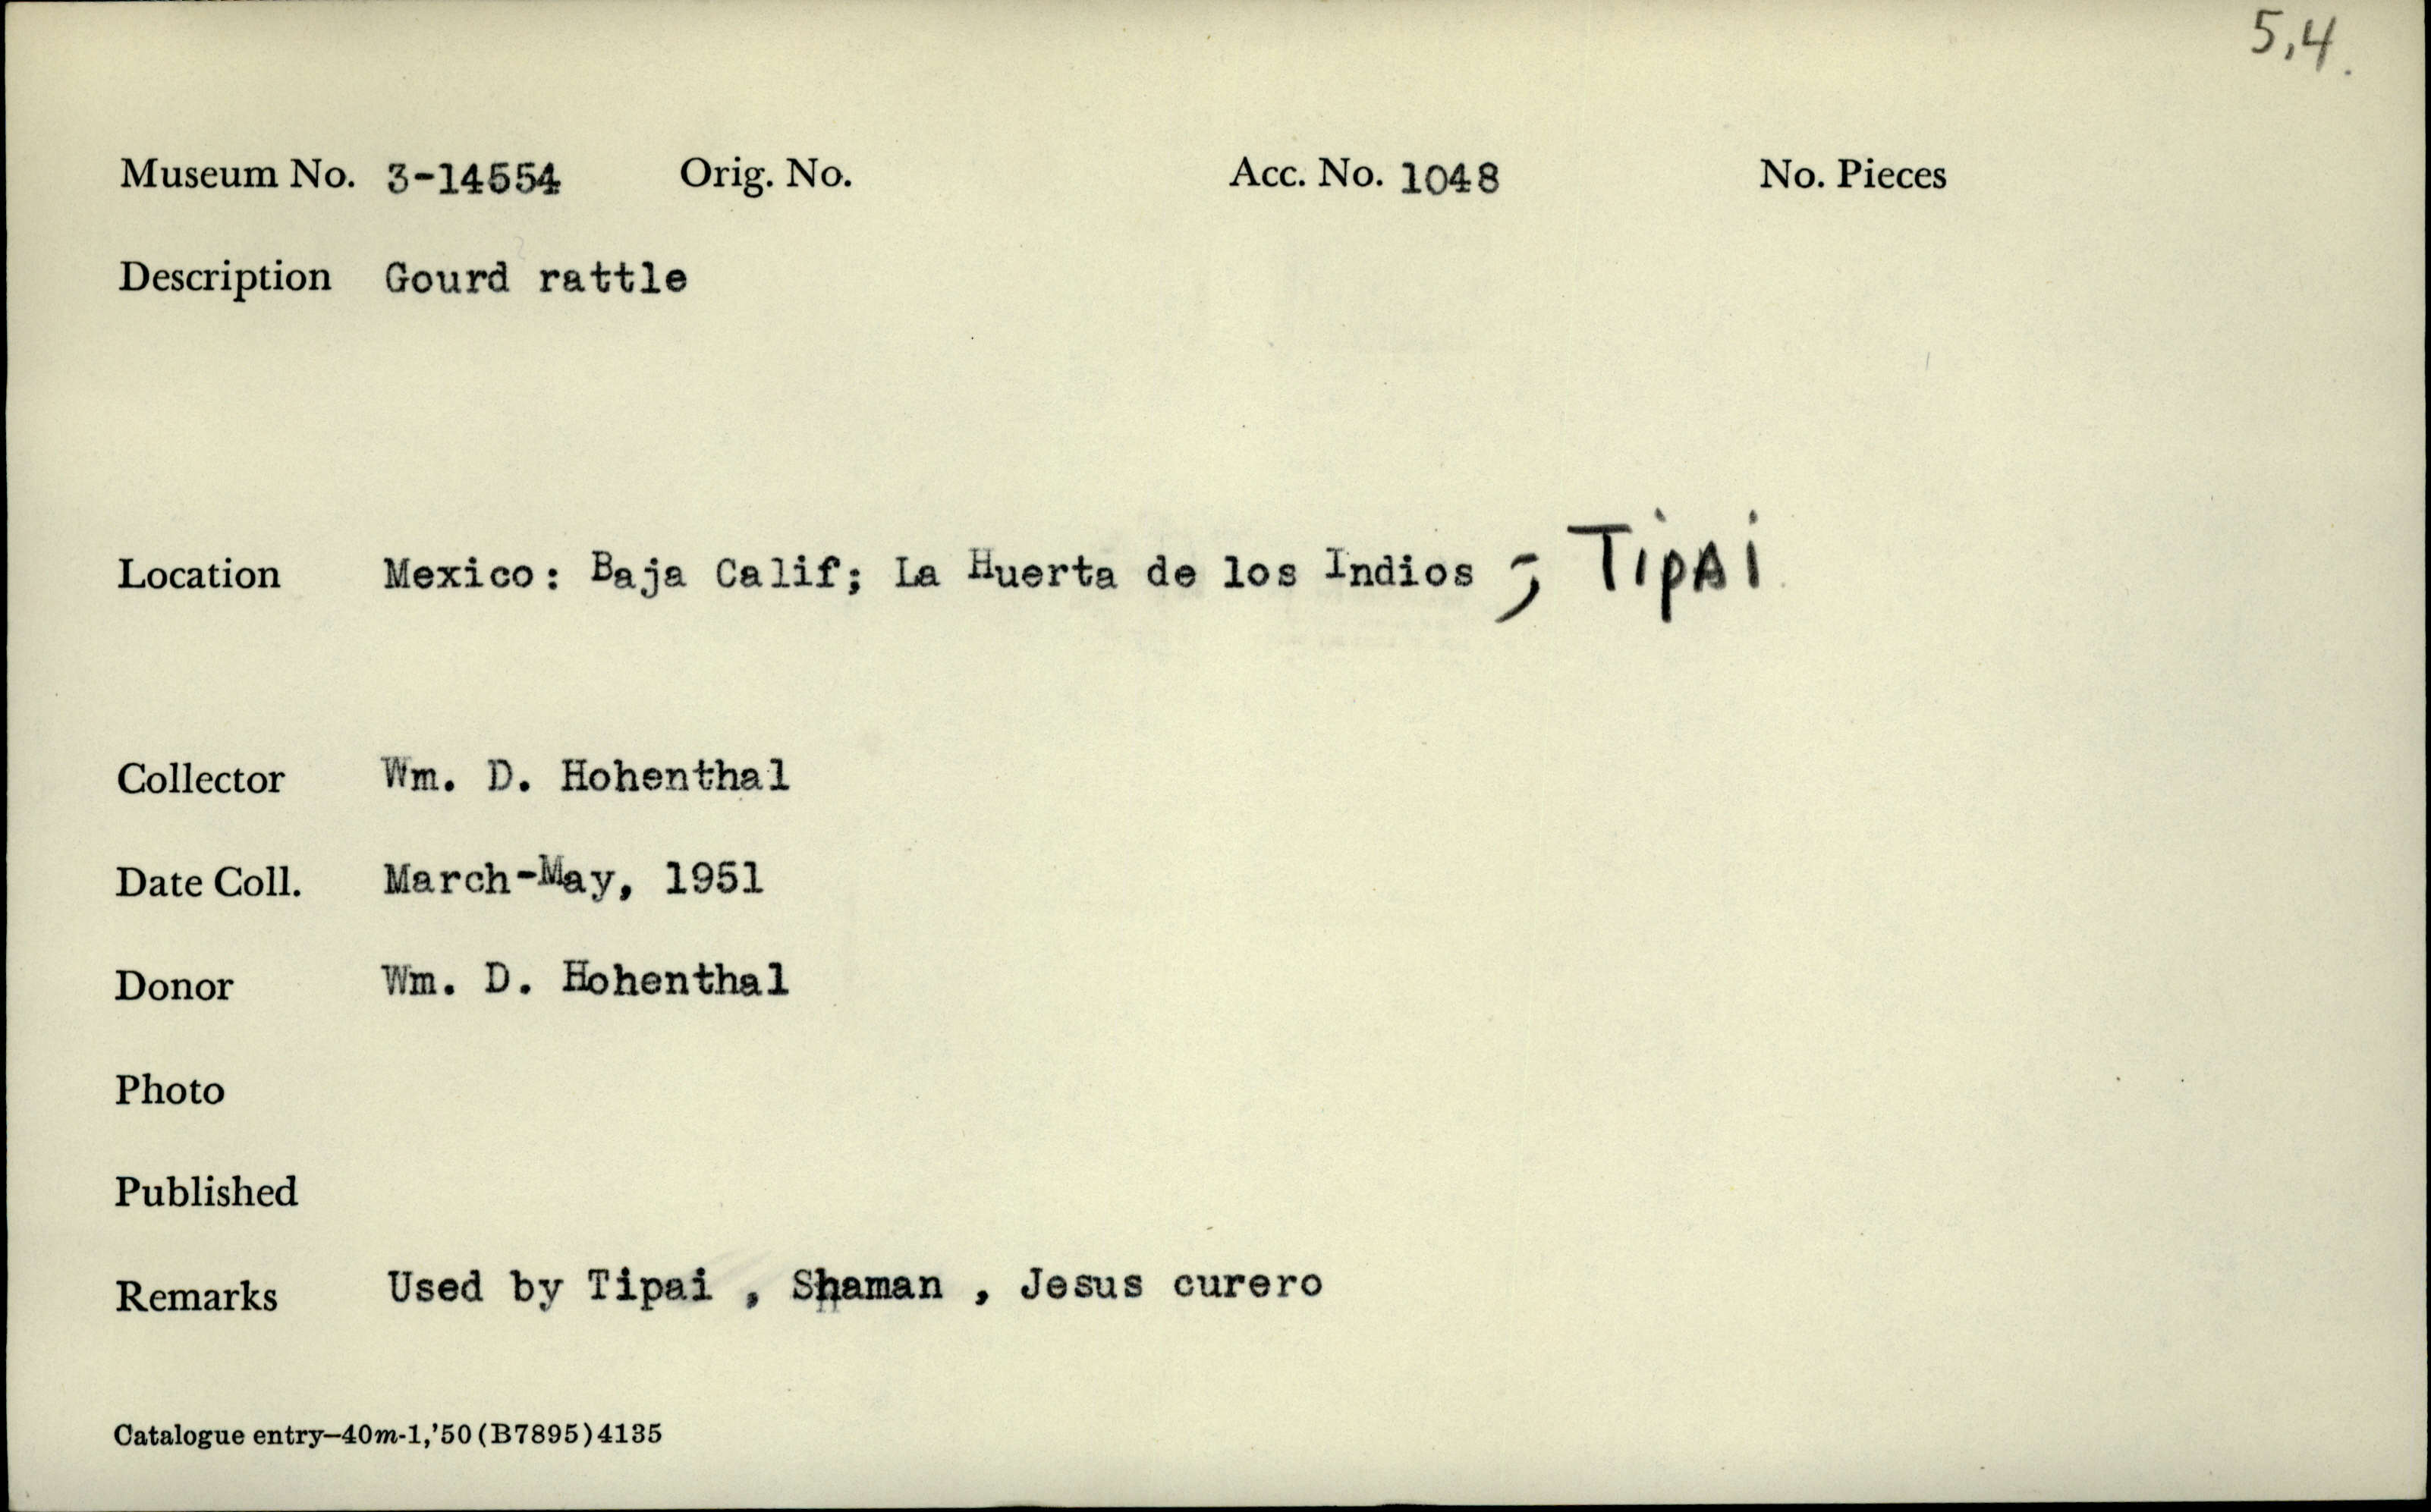 5,4.
Museum No. 3-14554 Orig. No. Acc. No. 1048 No. Pieces
Description Gourd rattle
Location Mexico: Baja Calif; La Huerta de los Indios ; TipAi
Collector Wm. D. Hohenthal
Date Coll. March-May, 1951
Donor Wm. D. Hohenthal
Photo
Published
Remarks Used by Tipai , Shaman , Jesus curero
Catalogue entry—40m-1,'50(B7895)4135